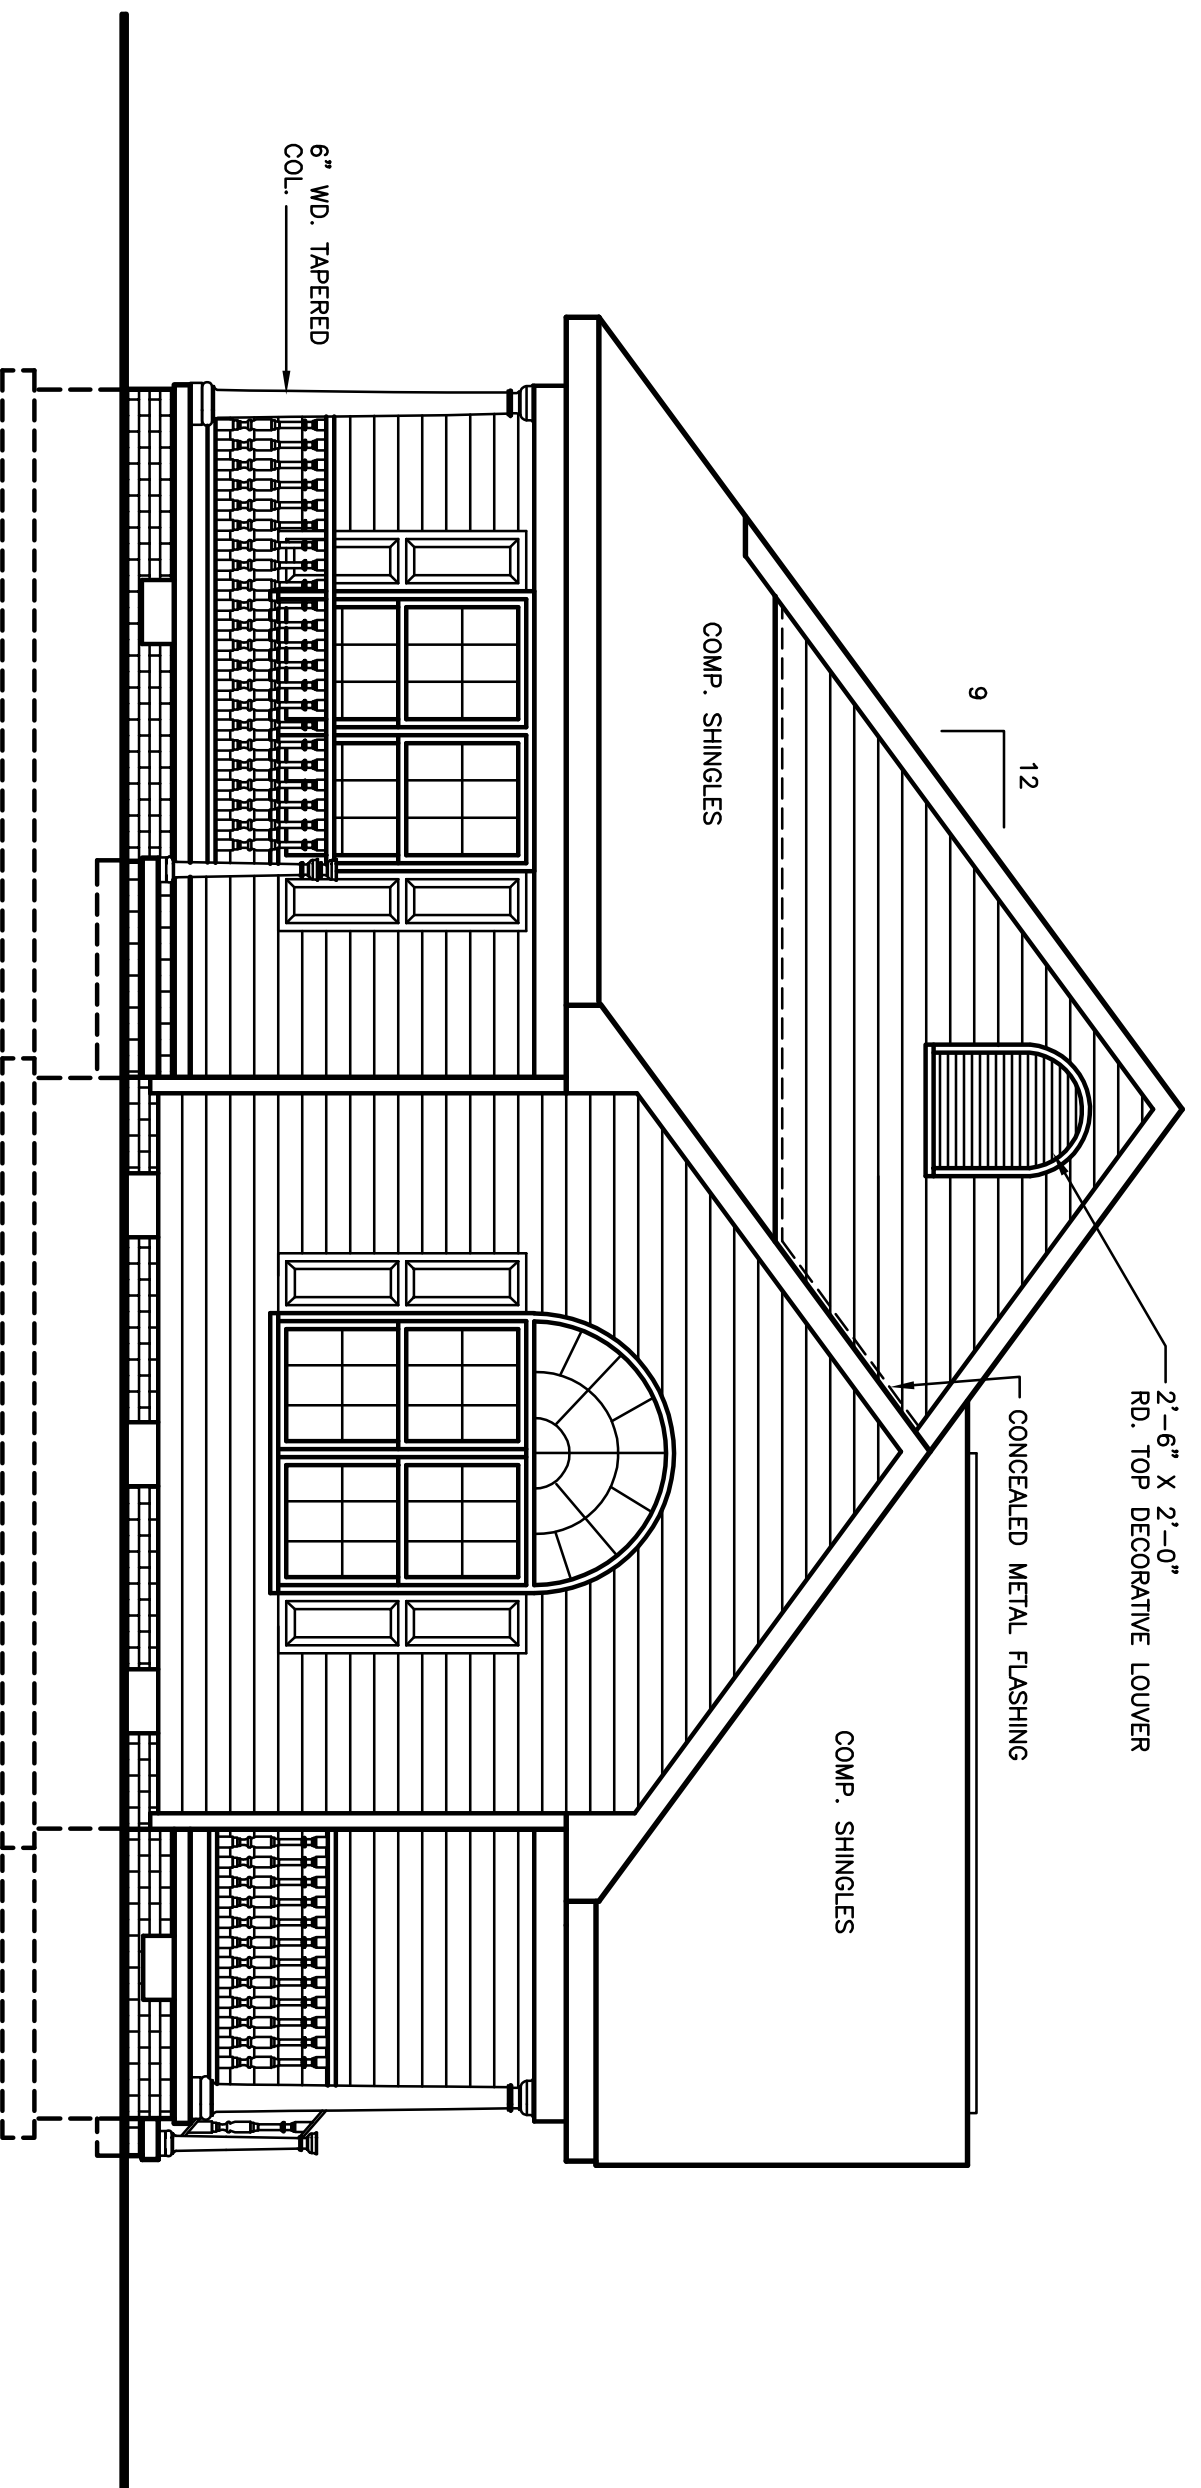 2'-6" X 2'-0"
RD. TOP DECORATIVE LOUVER
CONCEALED METAL FLASHING
12
9
COMP. SHINGLES
COMP. SHINGLES
6" WD. TAPERED
COL.